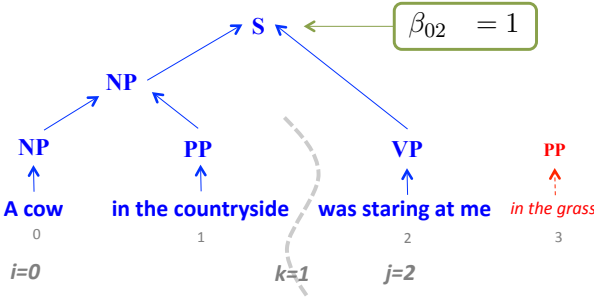 S
β₀₂ = 1
NP
NP PP VP PP
A cow in the countryside was staring at me in the grass
0 1 2 3
i=0 k=1 j=2